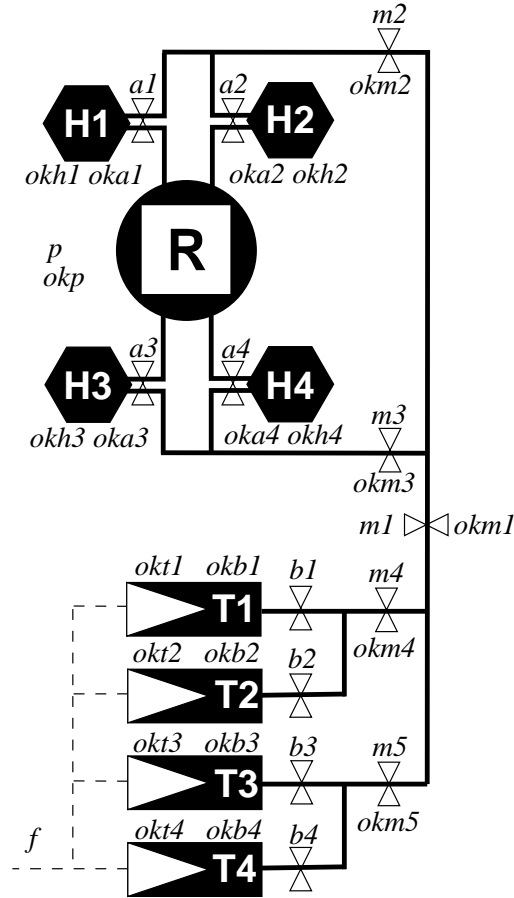 m2
a1 a2
okm2
H1 H2
okh1 oka1
oka2 okh2
p
okp
R
a3 a4
H3 H4
m3
okh3 oka3
oka4 okh4
okm3
m1 okm1
okt1 okb1 b1 m4
T1
okm4
okt2 okb2 b2
T2
okt3 okb3 b3 m5
T3
okm5
okt4 okb4 b4
f
T4